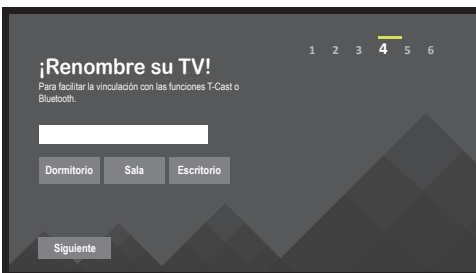 1 2 3 4 5 6
¡Renombre su TV!
Para facilitar la vinculación con las funciones T-Cast o
Bluetooth.
Dormitorio Sala Escritorio
Siguiente